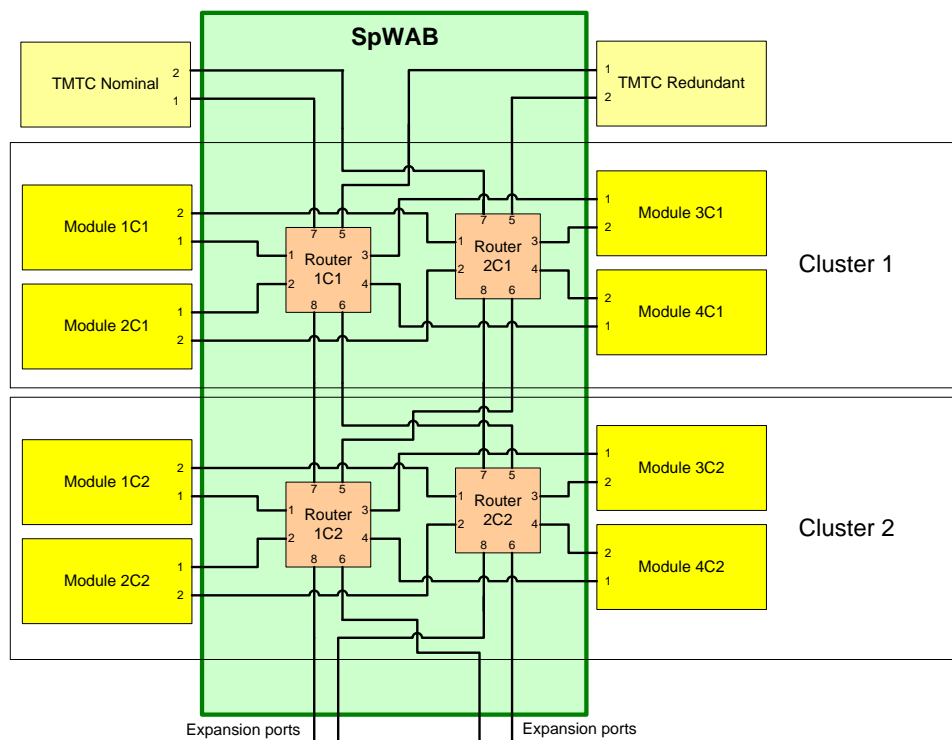 SpWAB
TMTC Nominal
2
1
TMTC Redundant
1
2
Cluster 1
Module 1C1
2
1
Module 2C1
1
2
Router
1C1
7
5
1
2
3
4
8
6
Router
2C1
7
5
1
2
3
4
8
6
Module 3C1
1
2
Module 4C1
2
1
Cluster 2
Module 1C2
2
1
Module 2C2
1
2
Router
1C2
7
5
1
2
3
4
8
6
Router
2C2
7
5
1
2
3
4
8
6
Module 3C2
1
2
Module 4C2
2
1
Expansion ports
Expansion ports